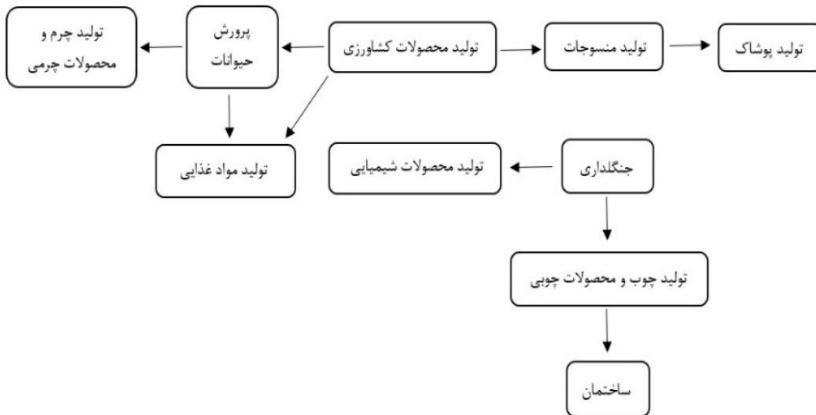 تولید پوشاک
تولید منسوجات
تولید محصولات کشاورزی
پرورش
حیوانات
تولید چرم و
محصولات چرمی
جنگلداری
تولید محصولات شیمیایی
تولید مواد غذایی
تولید چوب و محصولات چوبی
ساختمان